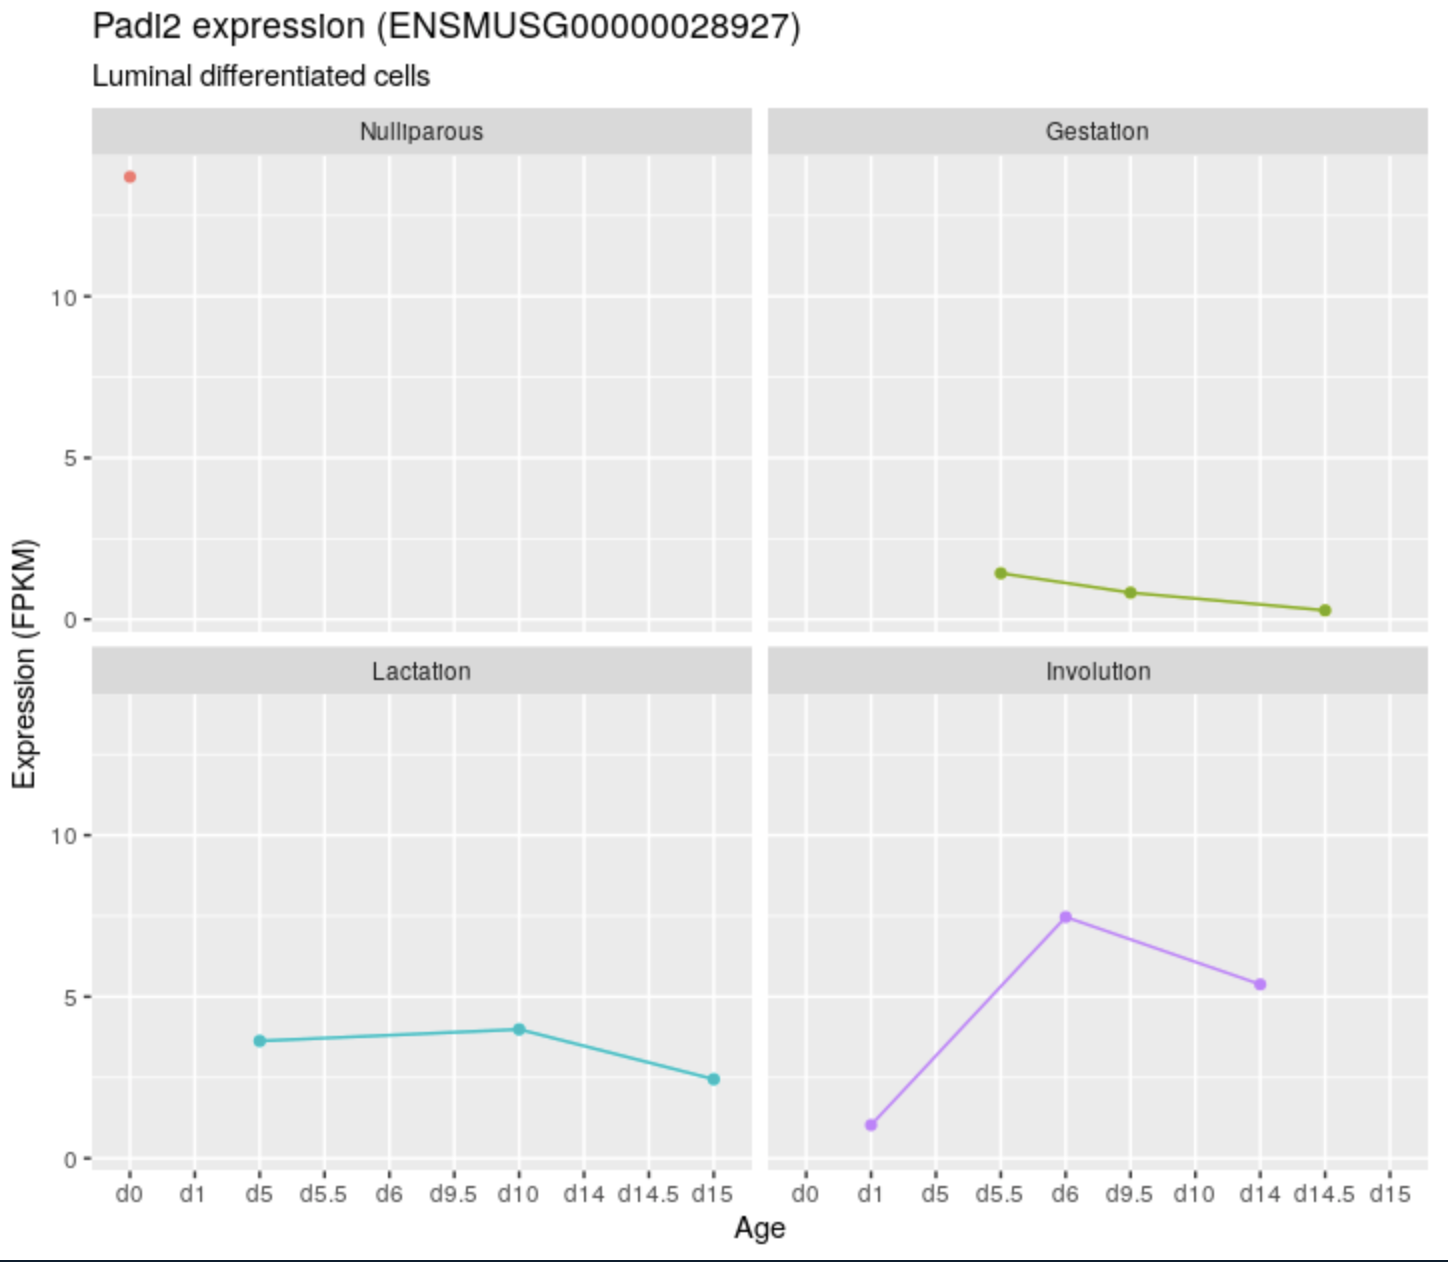 Padi2 expression (ENSMUSG00000028927)
Luminal differentiated cells
Nulliparous Gestation
10
5
0
Lactation Involution
10
5
0
Expression (FPKM)
d0 d1 d5 d5.5 d6 d9.5 d10 d14 d14.5 d15 d0 d1 d5 d5.5 d6 d9.5 d10 d14 d14.5 d15
Age